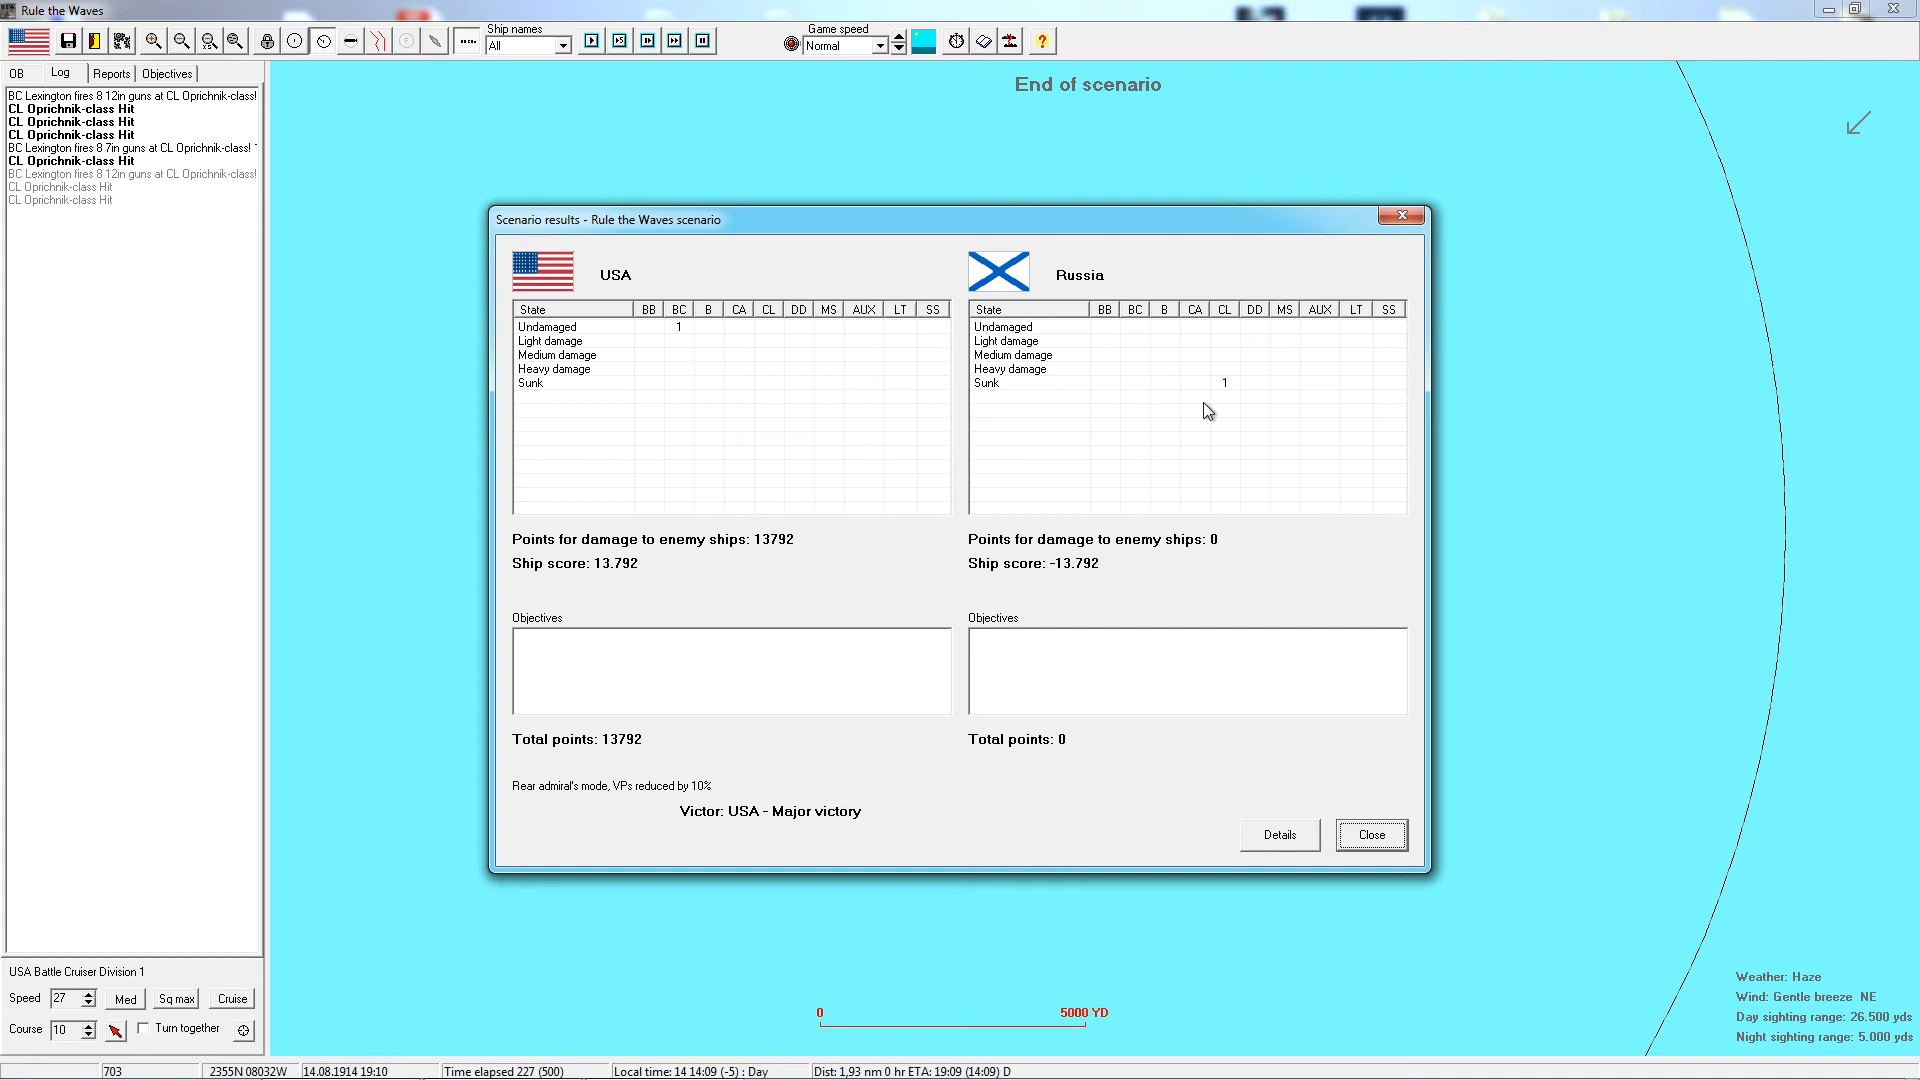 Rule the Waves
Ship names
All
Game speed
Normal
OB Log Reports Objectives
BC Lexington fires 8 12in guns at CL Oprichnik-class!
CL Oprichnik-class Hit
CL Oprichnik-class Hit
CL Oprichnik-class Hit
BC Lexington fires 8 7in guns at CL Oprichnik-class!
CL Oprichnik-class Hit
BC Lexington fires 8 12in guns at CL Oprichnik-class!
CL Oprichnik-class Hit
CL Oprichnik-class Hit
End of scenario
Scenario results - Rule the Waves scenario
USA
State BB BC B CA CL DD MS AUX LT SS
Undamaged 1
Light damage
Medium damage
Heavy damage
Sunk
Points for damage to enemy ships: 13792
Ship score: 13.792
Objectives
Total points: 13792
Russia
State BB BC B CA CL DD MS AUX LT SS
Undamaged
Light damage
Medium damage
Heavy damage
Sunk 1
Points for damage to enemy ships: 0
Ship score: -13.792
Objectives
Total points: 0
Rear admiral's mode, VPs reduced by 10%
Victor: USA - Major victory
Details Close
0 5000 YD
Weather: Haze
Wind: Gentle breeze NE
Day sighting range: 26.500 yds
Night sighting range: 5.000 yds
USA Battle Cruiser Division 1
Speed 27 Med Sq max Cruise
Course 10 Turn together
703 2355N 08032W 14.08.1914 19:10 Time elapsed 227 (500) Local time: 14 14:09 (-5) : Day Dist: 1,93 nm 0 hr ETA: 19:09 (14:09) D